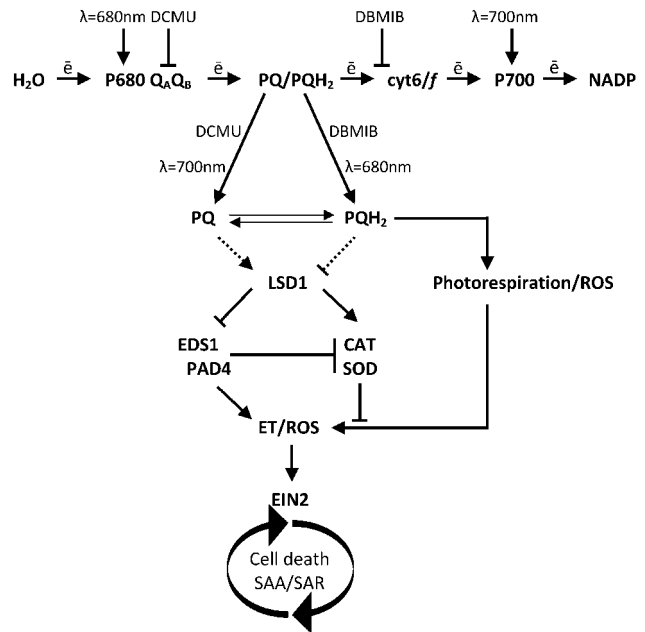 λ=680nm DCMU DBMIB λ=700nm
ē ē ē ē ē
H₂O P680 QAQB PQ/PQH₂ cyt6/f P700 NADP
DCMU DBMIB
λ=700nm λ=680nm
PQ PQH₂
LSD1 Photorespiration/ROS
EDS1 CAT
PAD4 SOD
ET/ROS
EIN2
Cell death
SAA/SAR